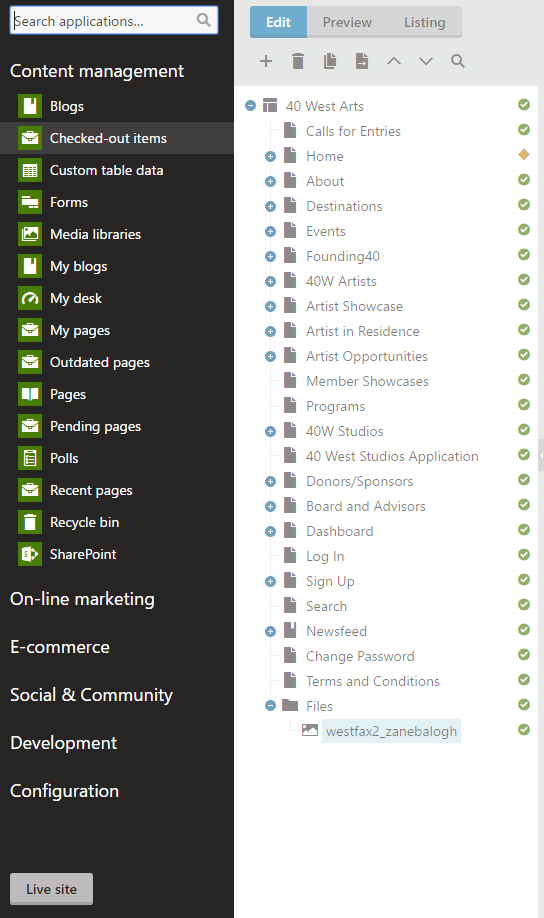 Search applications...
Content management
Blogs
Checked-out items
Custom table data
Forms
Media libraries
My blogs
My desk
My pages
Outdated pages
Pages
Pending pages
Polls
Recent pages
Recycle bin
SharePoint
On-line marketing
E-commerce
Social & Community
Development
Configuration
Live site
Edit
Preview
Listing
40 West Arts
Calls for Entries
Home
About
Destinations
Events
Founding40
40W Artists
Artist Showcase
Artist in Residence
Artist Opportunities
Member Showcases
Programs
40W Studios
40 West Studios Application
Donors/Sponsors
Board and Advisors
Dashboard
Log In
Sign Up
Search
Newsfeed
Change Password
Terms and Conditions
Files
westfax2_zanebalogh